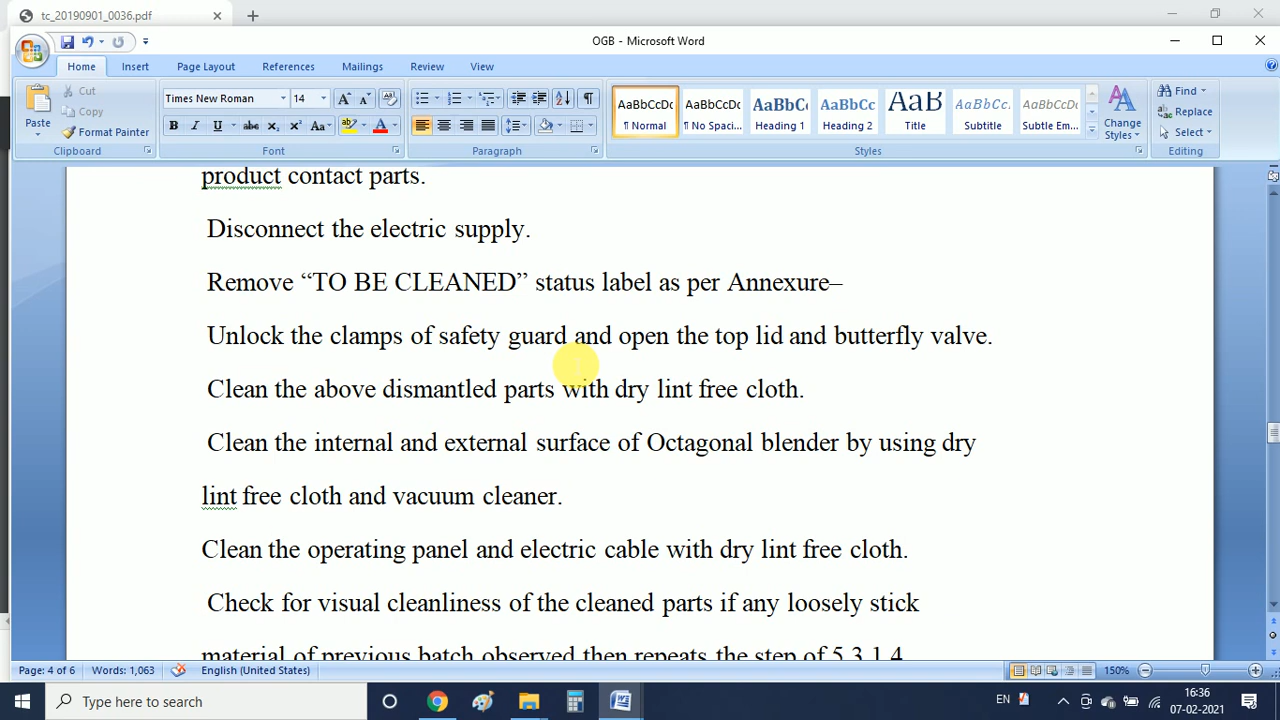 tc_20190901_0036.pdf
OGB - Microsoft Word
Home Insert Page Layout References Mailings Review View
Paste Cut Copy Format Painter Clipboard
Times New Roman 14 Font
Paragraph
AaBbCcDc AaBbCcDc AaBbC AaBbCc AaB AaBbCc. AaBbCcDc
¶ Normal ¶ No Spaci... Heading 1 Heading 2 Title Subtitle Subtle Em...
Change Styles Styles
Find Replace Select Editing
product contact parts.
Disconnect the electric supply.
Remove “TO BE CLEANED” status label as per Annexure–
Unlock the clamps of safety guard and open the top lid and butterfly valve.
Clean the above dismantled parts with dry lint free cloth.
Clean the internal and external surface of Octagonal blender by using dry
lint free cloth and vacuum cleaner.
Clean the operating panel and electric cable with dry lint free cloth.
Check for visual cleanliness of the cleaned parts if any loosely stick
material of previous batch observed then repeats the step of 5.3.1.4
Page: 4 of 6 Words: 1,063 English (United States) 150%
Type here to search
EN 16:36
07-02-2021